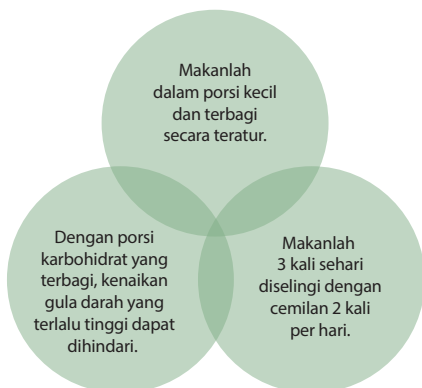 Makanlah
dalam porsi kecil
dan terbagi
secara teratur.
Dengan porsi
karbohidrat yang
terbagi, kenaikan
gula darah yang
terlalu tinggi dapat
dihindari.
Makanlah
3 kali sehari
diselingi dengan
cemilan 2 kali
per hari.